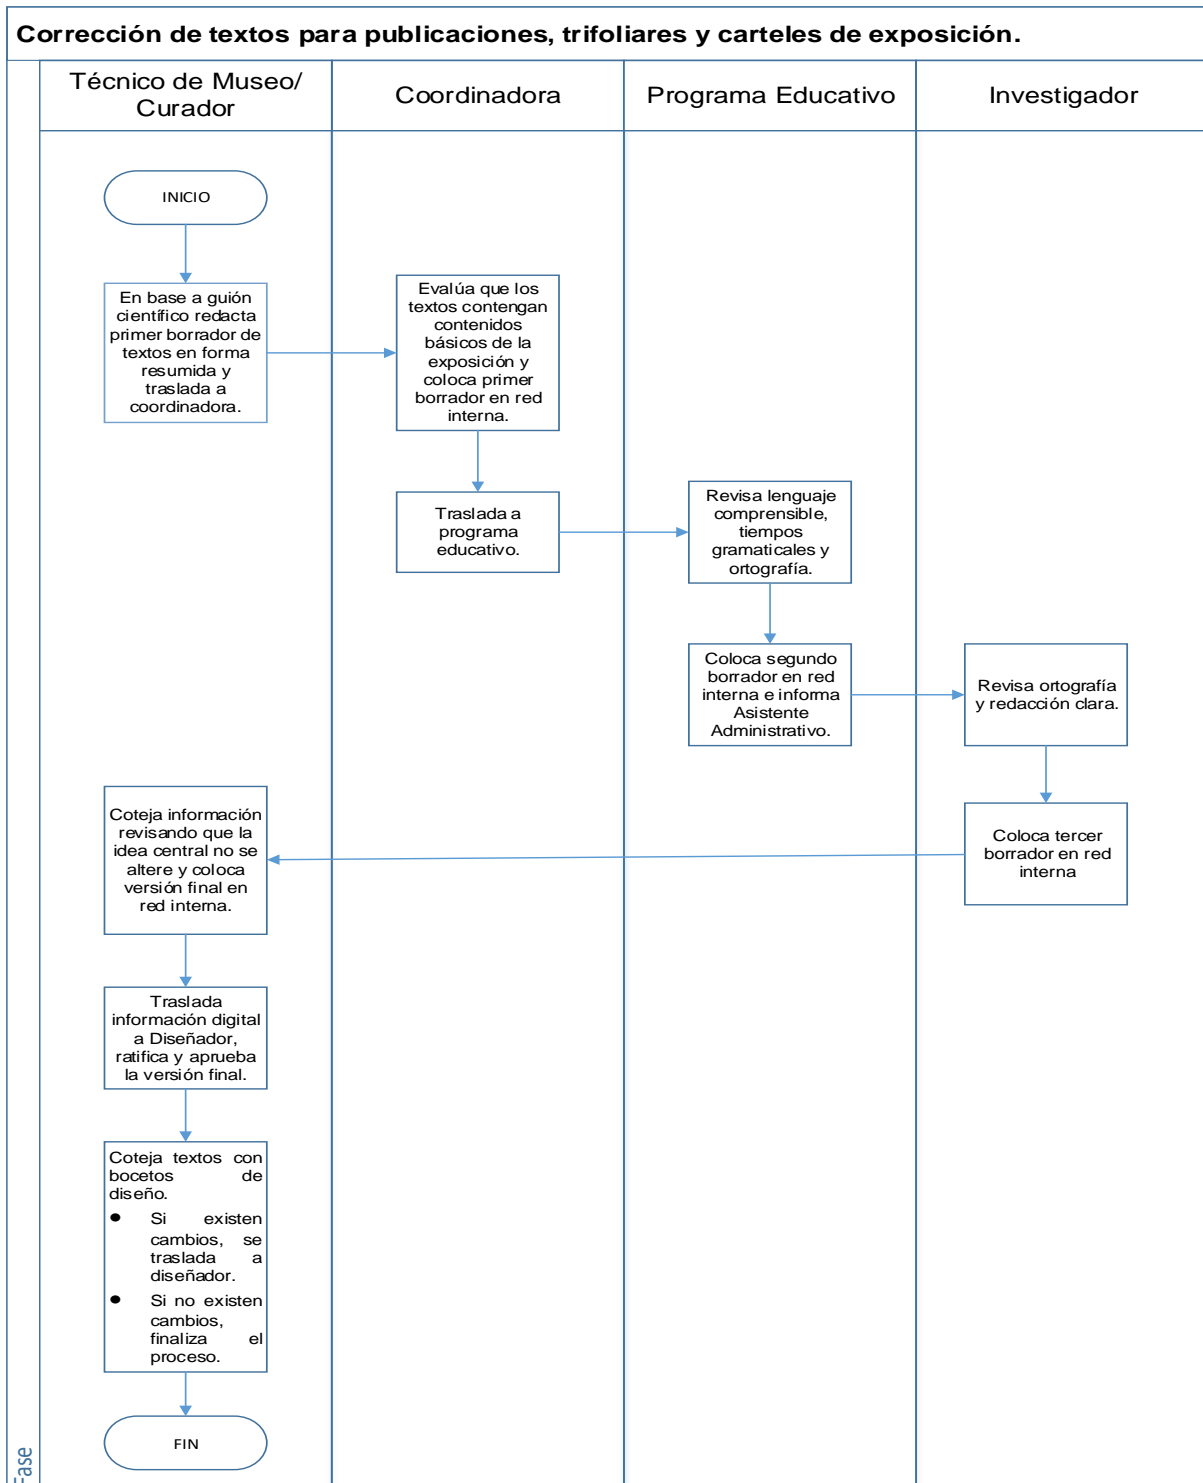 Corrección de textos para publicaciones, trifoliares y carteles de exposición.
Técnico de Museo/
Curador
Coordinadora
Programa Educativo
Investigador
INICIO
En base a guión
científico redacta
primer borrador de
textos en forma
resumida y
traslada a
coordinadora.
Evalúa que los
textos contengan
contenidos
básicos de la
exposición y
coloca primer
borrador en red
interna.
Traslada a
programa
educativo.
Revisa lenguaje
comprensible,
tiempos
gramaticales y
ortografía.
Coloca segundo
borrador en red
interna e informa
Asistente
Administrativo.
Revisa ortografía
y redacción clara.
Coloca tercer
borrador en red
interna
Coteja información
revisando que la
idea central no se
altere y coloca
versión final en
red interna.
Traslada
información digital
a Diseñador,
ratifica y aprueba
la versión final.
Coteja textos con
bocetos de
diseño.
● Si existen
cambios, se
traslada a
diseñador.
● Si no existen
cambios,
finaliza el
proceso.
FIN
Fase